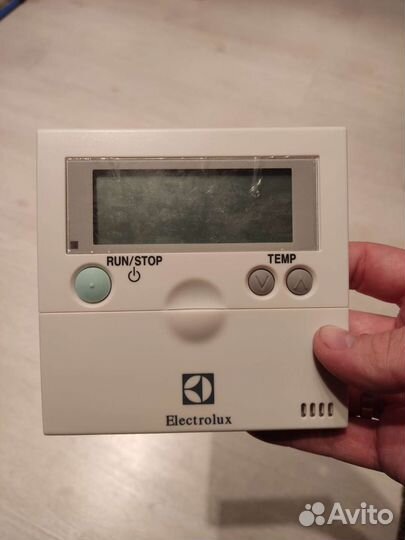 RUN/STOP
TEMP
Electrolux
Avito